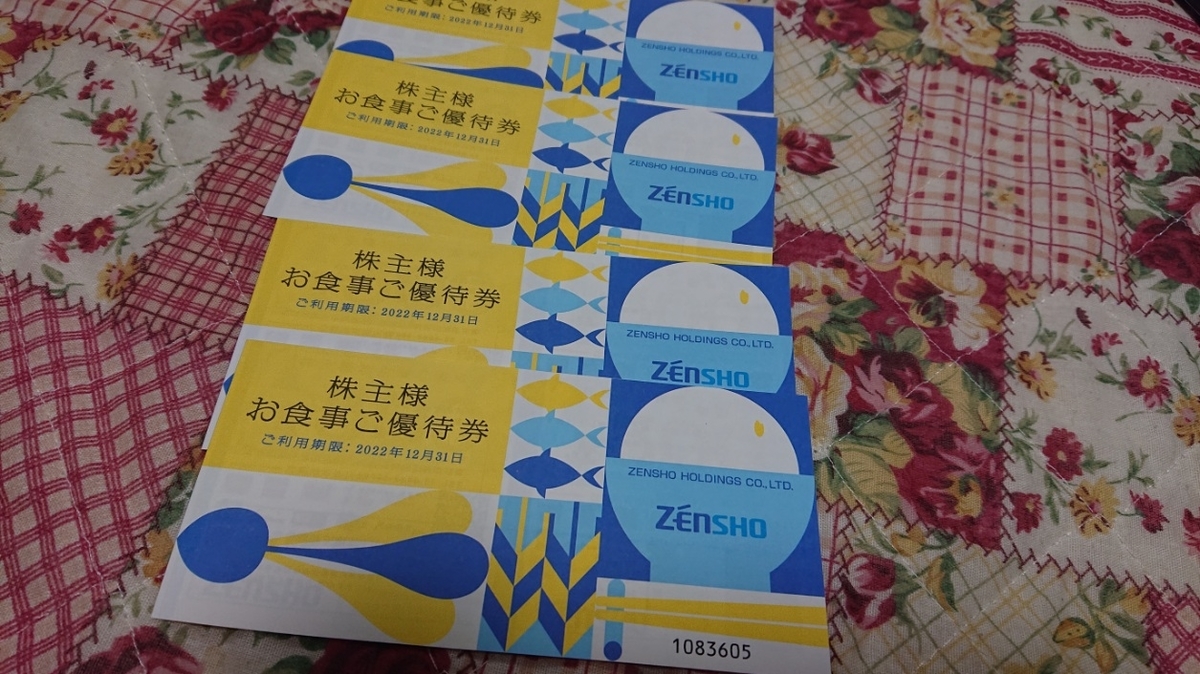 お食事ご優待券
ご利用期限：2022年12月31日
ZENSHO HOLDINGS CO.,LTD.
ZénSHO
株主様
お食事ご優待券
ご利用期限：2022年12月31日
ZENSHO HOLDINGS CO.,LTD.
ZénSHO
株主様
お食事ご優待券
ご利用期限：2022年12月31日
ZENSHO HOLDINGS CO.,LTD.
ZénSHO
株主様
お食事ご優待券
ご利用期限：2022年12月31日
ZENSHO HOLDINGS CO.,LTD.
ZénSHO
1083605